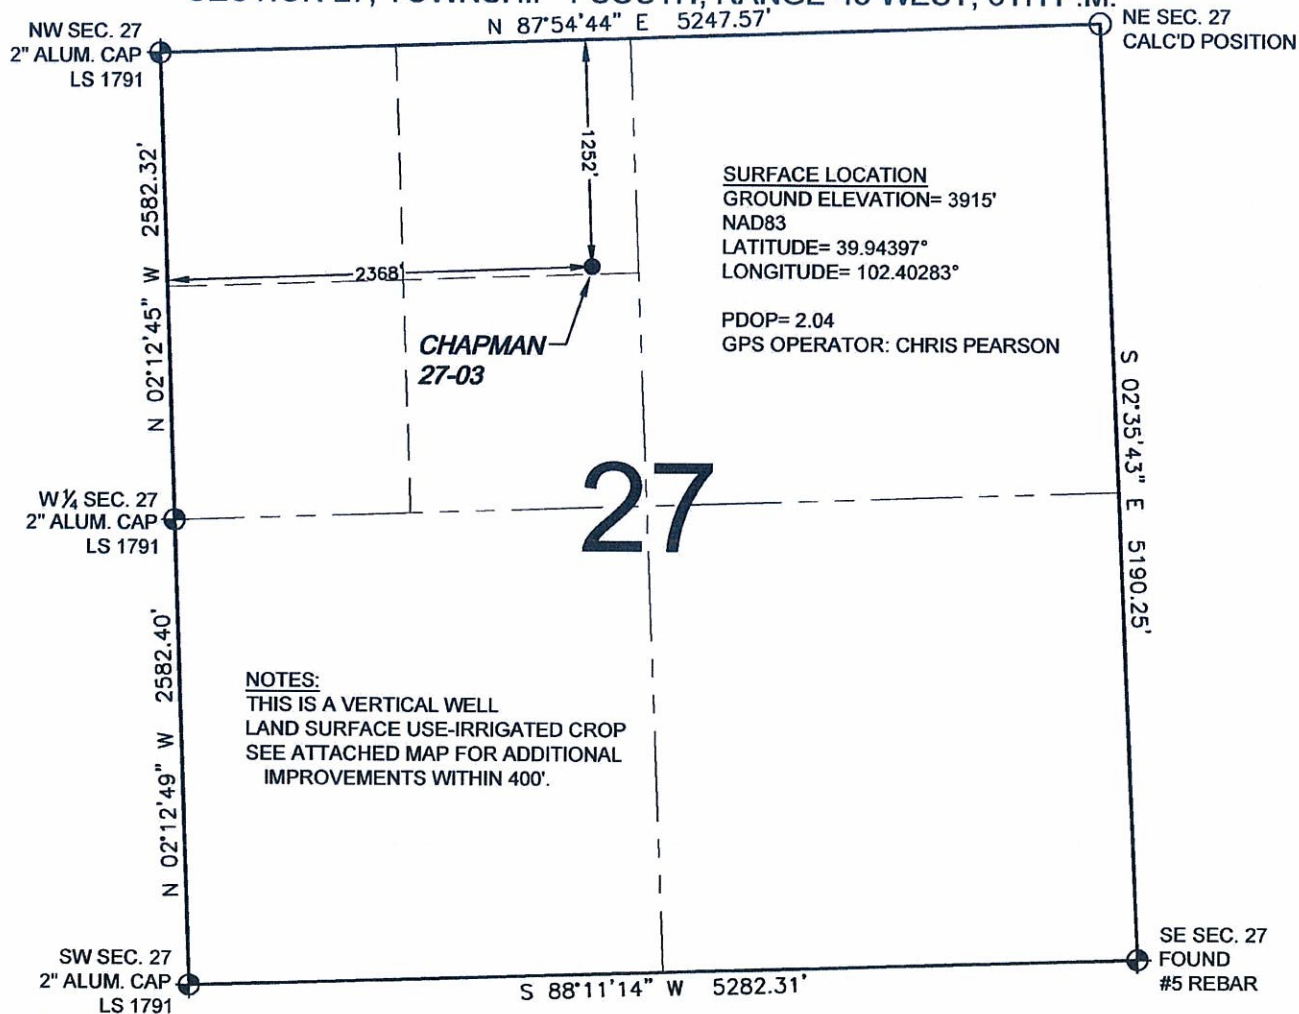 N 87°54'44" E 5247.57'
NW SEC. 27
2" ALUM. CAP
LS 1791
NE SEC. 27
CALC'D POSITION
1252'
2582.32'
N 02°12'45" W
SURFACE LOCATION
GROUND ELEVATION= 3915'
NAD83
LATITUDE= 39.94397°
LONGITUDE= 102.40283°
PDOP= 2.04
GPS OPERATOR: CHRIS PEARSON
2368'
CHAPMAN
27-03
S 02°35'43" E 5190.25'
27
W ¼ SEC. 27
2" ALUM. CAP
LS 1791
N 02°12'49" W 2582.40'
NOTES:
THIS IS A VERTICAL WELL
LAND SURFACE USE-IRRIGATED CROP
SEE ATTACHED MAP FOR ADDITIONAL
IMPROVEMENTS WITHIN 400'.
SW SEC. 27
2" ALUM. CAP
LS 1791
S 88°11'14" W 5282.31'
SE SEC. 27
FOUND
#5 REBAR